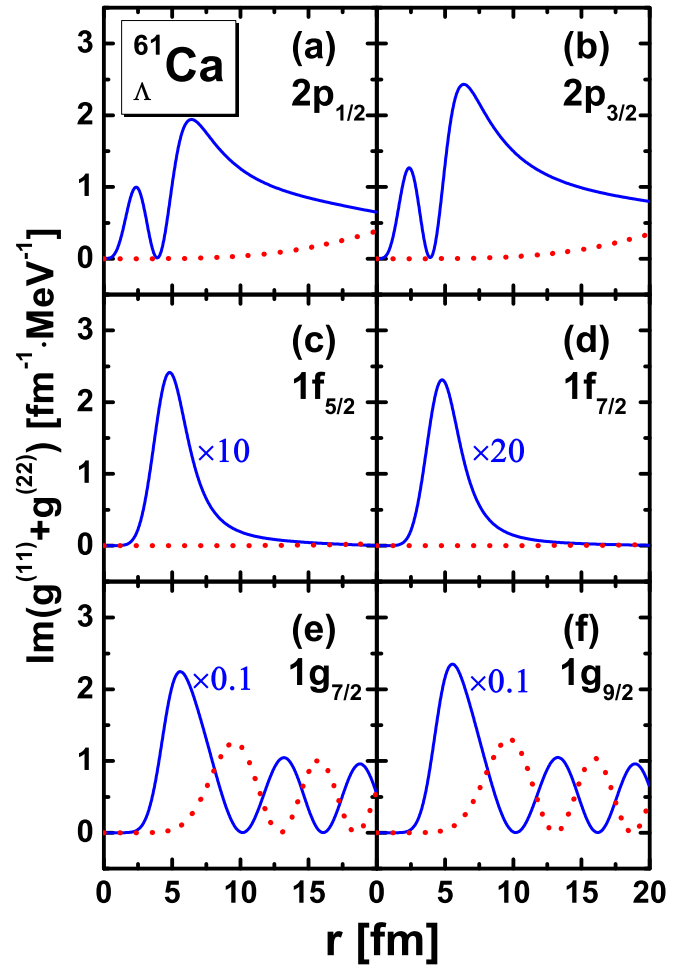 61
Λ Ca
(a)
2p1/2
(b)
2p3/2
3
2
1
0
(c)
1f5/2
×10
(d)
1f7/2
×20
3
2
1
0
(e)
1g7/2
×0.1
(f)
1g9/2
×0.1
3
2
1
0
0 5 10 15 0 5 10 15 20
r [fm]
Im(g(11)+g(22)) [fm-1·MeV-1]